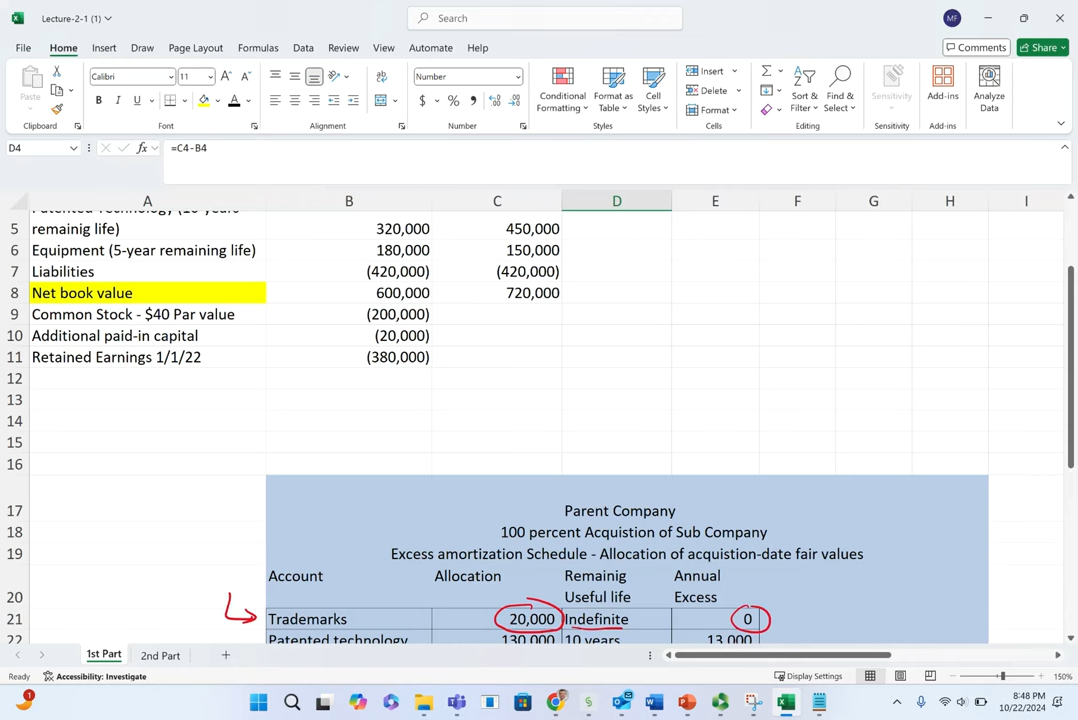 Lecture-2-1 (1)
Search
MF
File Home Insert Draw Page Layout Formulas Data Review View Automate Help
Comments Share
Paste
Calibri 11
Number
Conditional Formatting
Format as Table
Cell Styles
Insert
Delete
Format
Sort & Filter
Find & Select
Sensitivity
Add-ins
Analyze Data
Clipboard Font Alignment Number Styles Cells Editing Sensitivity Add-ins
D4 fx =C4-B4
A B C D E F G H I
Patented Technology (10-years
5 remainig life) 320,000 450,000
6 Equipment (5-year remaining life) 180,000 150,000
7 Liabilities (420,000) (420,000)
8 Net book value 600,000 720,000
9 Common Stock - $40 Par value (200,000)
10 Additional paid-in capital (20,000)
11 Retained Earnings 1/1/22 (380,000)
12
13
14
15
16
17 Parent Company
18 100 percent Acquistion of Sub Company
19 Excess amortization Schedule - Allocation of acquistion-date fair values
Account Allocation Remainig Annual
20 Useful life Excess
21 Trademarks 20,000 Indefinite 0
22 Patented technology 130,000 10 years 13,000
1st Part 2nd Part
Ready Accessibility: Investigate Display Settings 150%
1
8:48 PM
10/22/2024